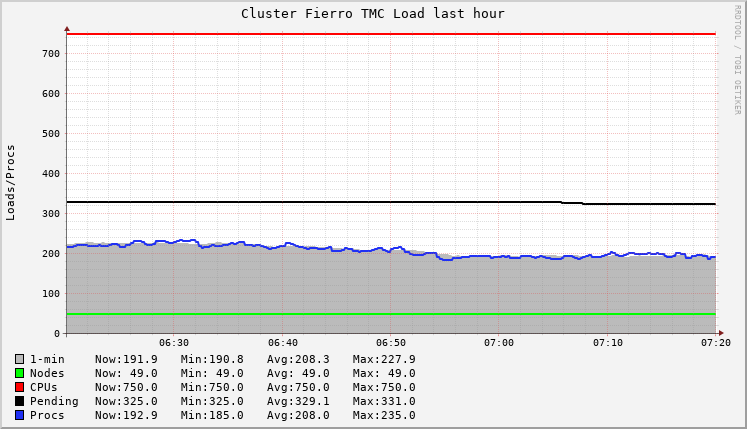 Cluster Fierro TMC Load last hour
RRDTOOL / TOBI OETIKER
Loads/Procs
700
600
500
400
300
200
100
0
06:30 06:40 06:50 07:00 07:10 07:20
1-min Now:191.9 Min:190.8 Avg:208.3 Max:227.9
Nodes Now: 49.0 Min: 49.0 Avg: 49.0 Max: 49.0
CPUs Now:750.0 Min:750.0 Avg:750.0 Max:750.0
Pending Now:325.0 Min:325.0 Avg:329.1 Max:331.0
Procs Now:192.9 Min:185.0 Avg:208.0 Max:235.0